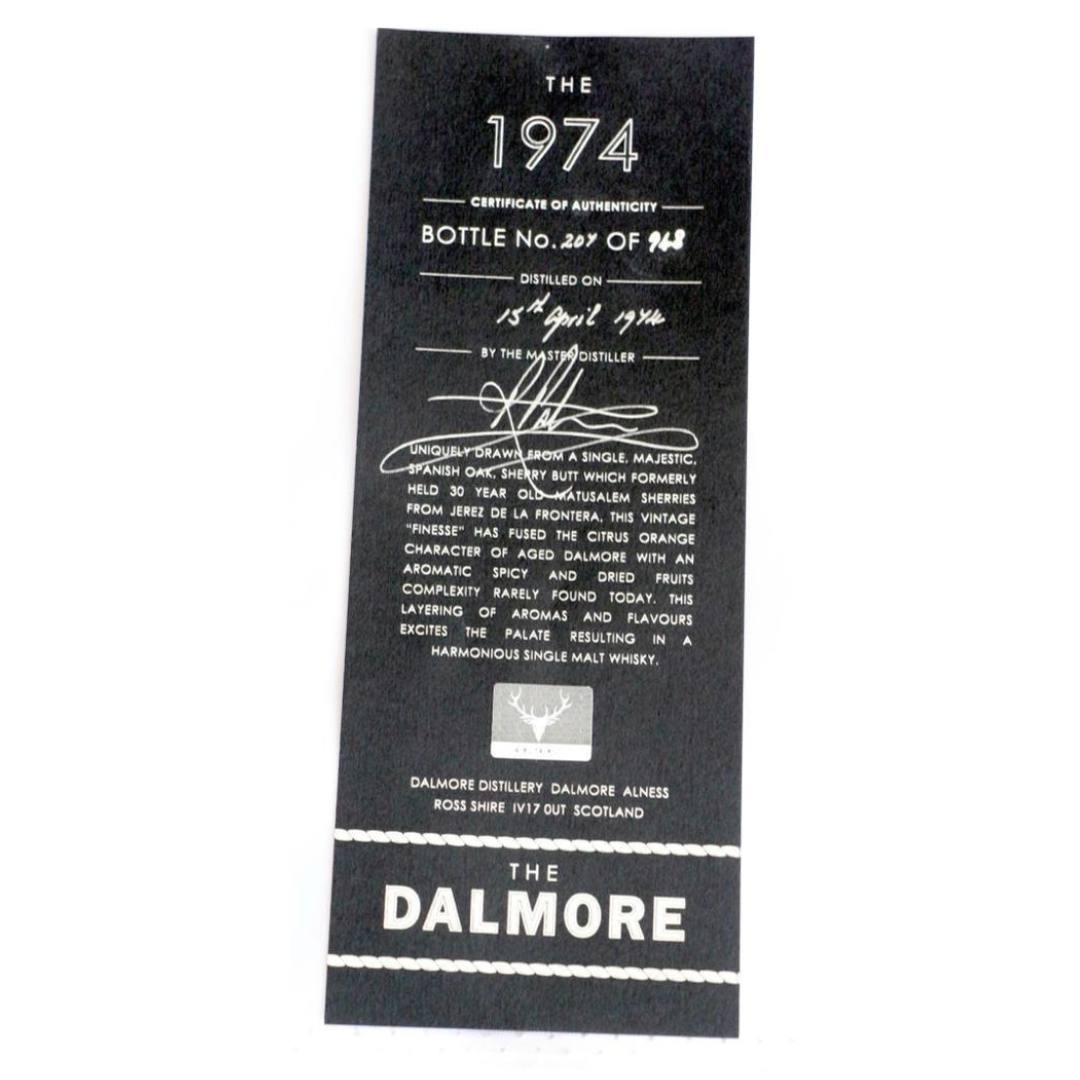 THE
1974
CERTIFICATE OF AUTHENTICITY
BOTTLE No. 207 OF 968
DISTILLED ON
15th April 1974
BY THE MASTER DISTILLER
UNIQUELY DRAWN FROM A SINGLE, MAJESTIC,
SPANISH OAK, SHERRY BUTT WHICH FORMERLY
HELD 30 YEAR OLD MATUSALEM SHERRIES
FROM JEREZ DE LA FRONTERA, THIS VINTAGE
"FINESSE" HAS FUSED THE CITRUS ORANGE
CHARACTER OF AGED DALMORE WITH AN
AROMATIC SPICY AND DRIED FRUITS
COMPLEXITY RARELY FOUND TODAY. THIS
LAYERING OF AROMAS AND FLAVOURS
EXCITES THE PALATE RESULTING IN A
HARMONIOUS SINGLE MALT WHISKY.
DALMORE DISTILLERY DALMORE ALNESS
ROSS SHIRE IV17 0UT SCOTLAND
THE
DALMORE